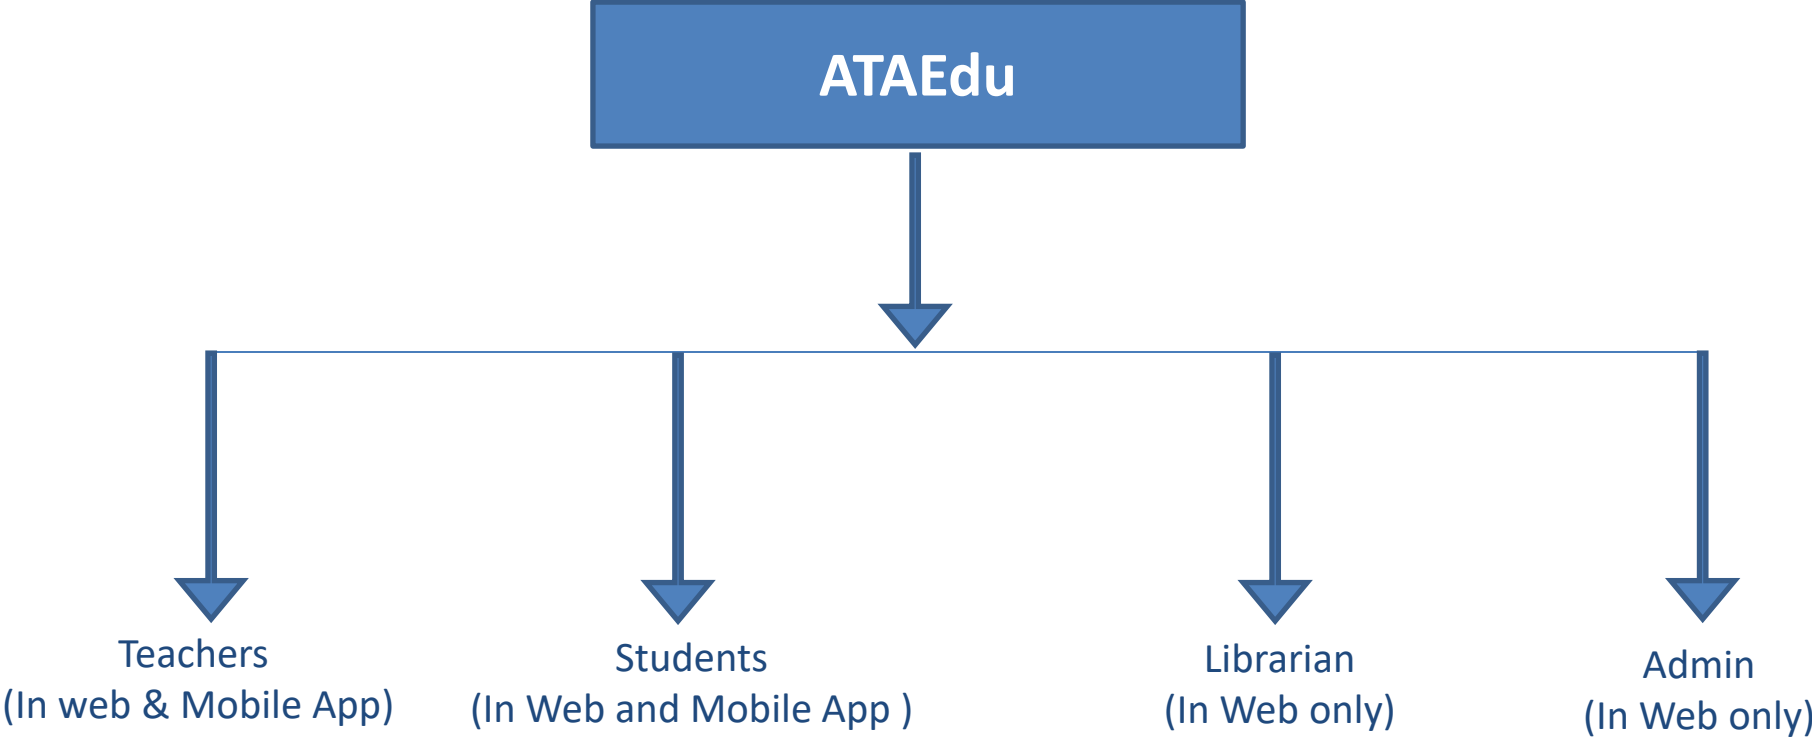 ATAEdu
Teachers
(In web & Mobile App)
Students
(In Web and Mobile App )
Librarian
(In Web only)
Admin
(In Web only)